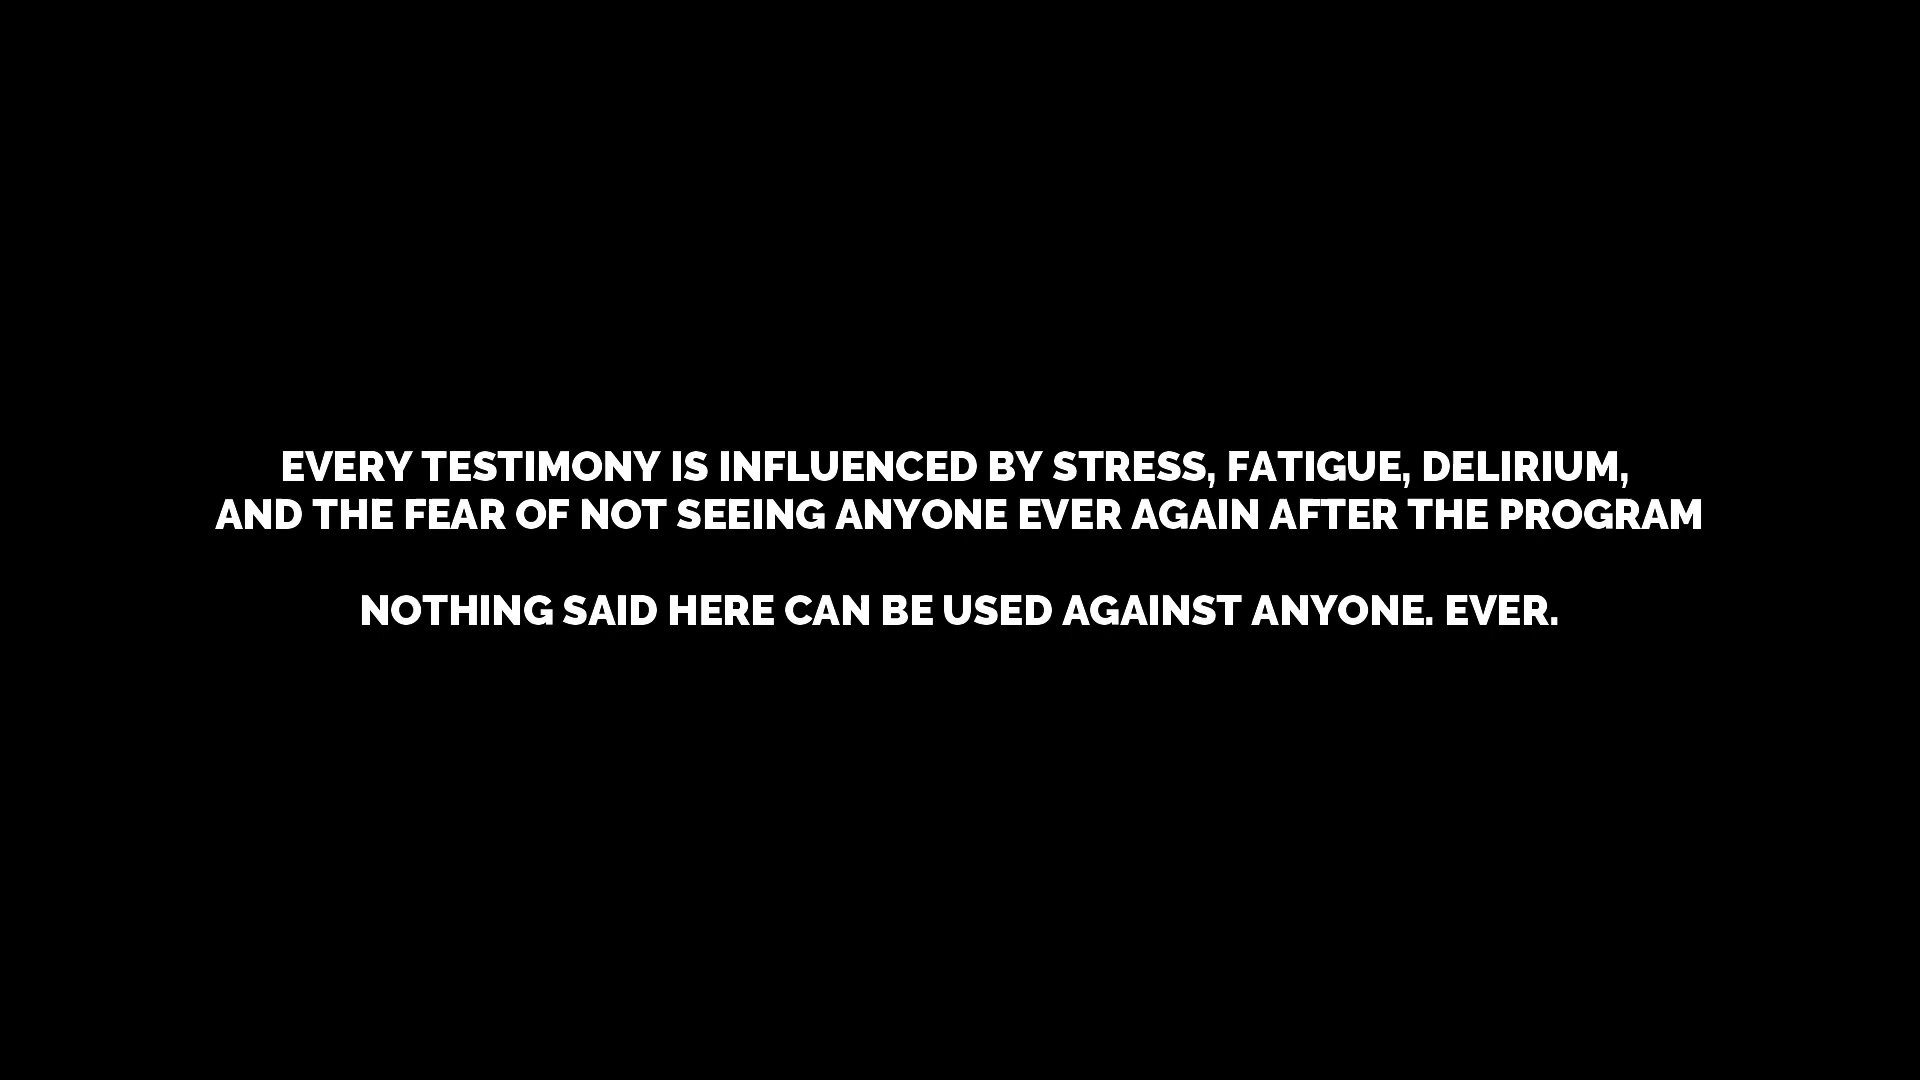 EVERY TESTIMONY IS INFLUENCED BY STRESS, FATIGUE, DELIRIUM,
AND THE FEAR OF NOT SEEING ANYONE EVER AGAIN AFTER THE PROGRAM
NOTHING SAID HERE CAN BE USED AGAINST ANYONE. EVER.